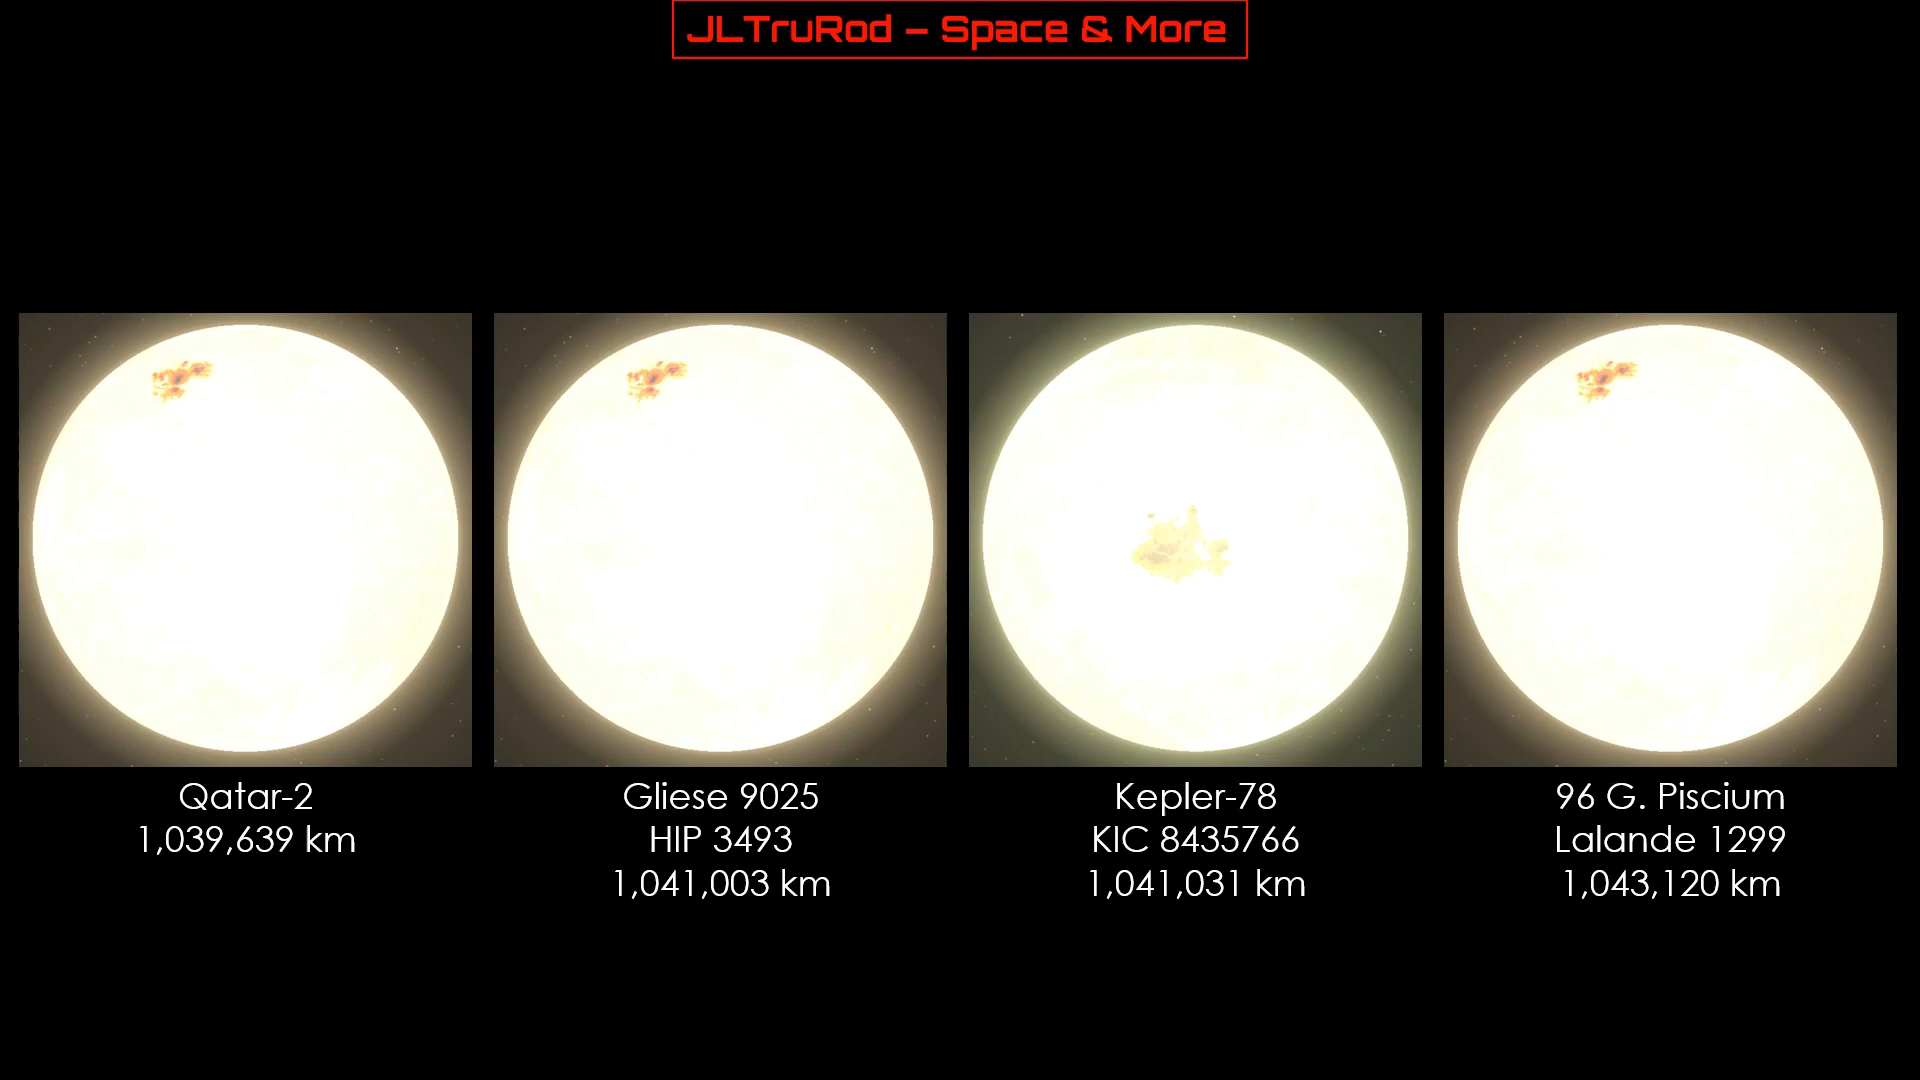 JLTruRod – Space & More
Qatar-2
1,039,639 km
Gliese 9025
HIP 3493
1,041,003 km
Kepler-78
KIC 8435766
1,041,031 km
96 G. Piscium
Lalande 1299
1,043,120 km